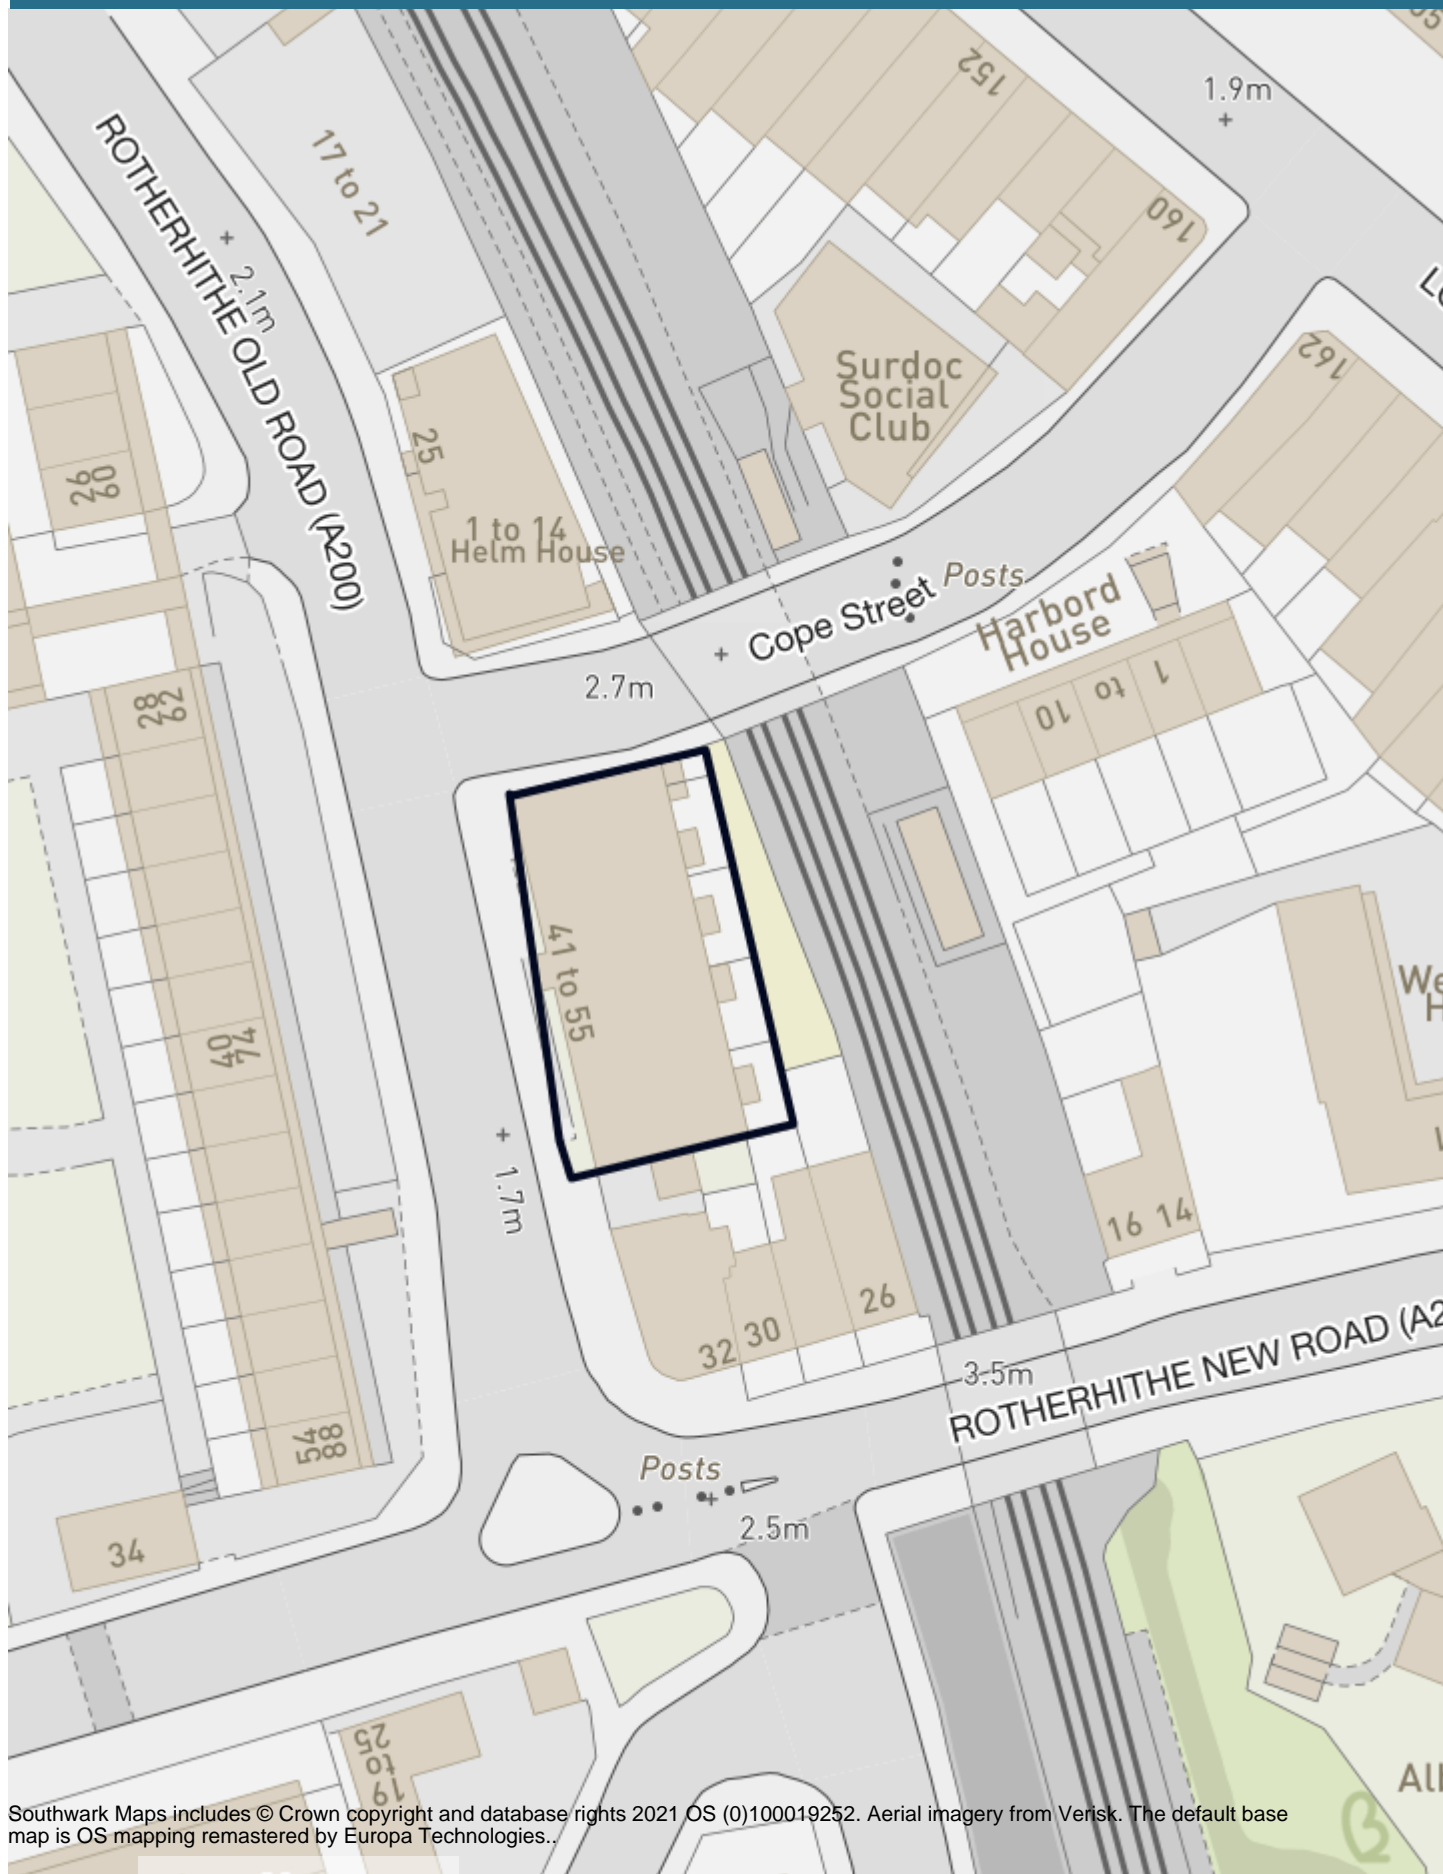 152
1.9m
ROTHERHITHE OLD ROAD (A200)
17 to 21
2.1m
160
Surdoc
Social
Club
162
25
26
60
1 to 14
Helm House
Posts
Cope Street
Harbord
House
1 to 10
2.7m
28
62
41 to 55
40
74
1.7m
16 14
26
32 30
3.5m
ROTHERHITHE NEW ROAD (A2
54
88
Posts
2.5m
34
19
to
25
Southwark Maps includes © Crown copyright and database rights 2021 OS (0)100019252. Aerial imagery from Verisk. The default base
map is OS mapping remastered by Europa Technologies..